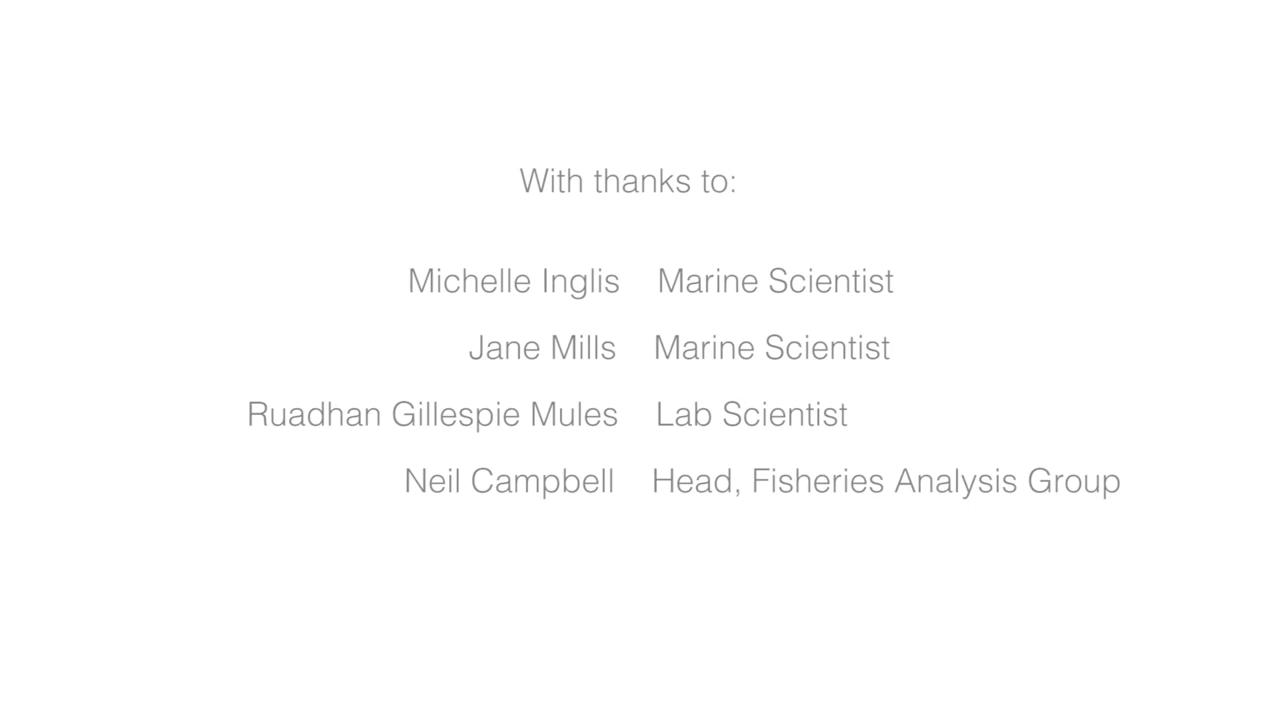 With thanks to:
Michelle Inglis Marine Scientist
Jane Mills Marine Scientist
Ruadhan Gillespie Mules Lab Scientist
Neil Campbell Head, Fisheries Analysis Group